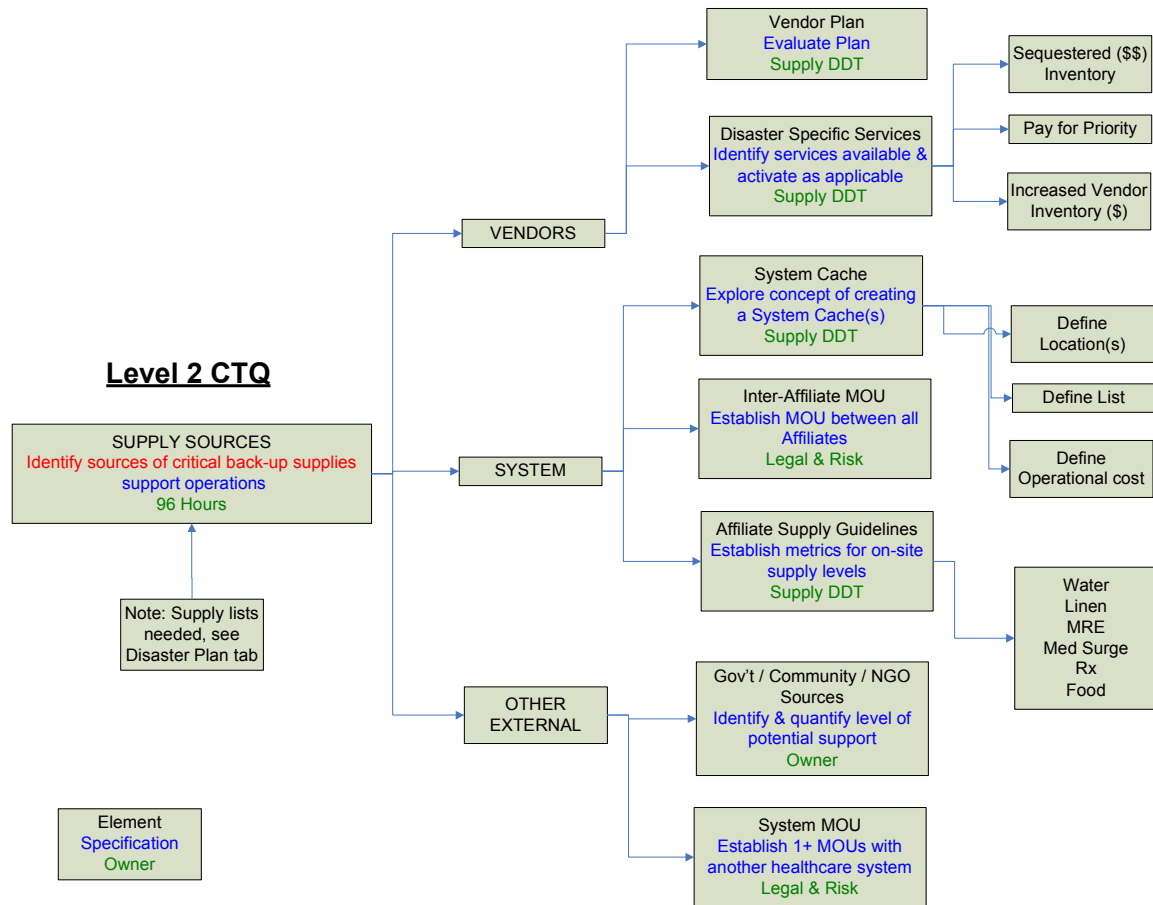 Level 2 CTQ
SUPPLY SOURCES
Identify sources of critical back-up supplies
support operations
96 Hours
Note: Supply lists
needed, see
Disaster Plan tab
Element
Specification
Owner
VENDORS
SYSTEM
OTHER
EXTERNAL
Vendor Plan
Evaluate Plan
Supply DDT
Disaster Specific Services
Identify services available &
activate as applicable
Supply DDT
System Cache
Explore concept of creating
a System Cache(s)
Supply DDT
Inter-Affiliate MOU
Establish MOU between all
Affiliates
Legal & Risk
Affiliate Supply Guidelines
Establish metrics for on-site
supply levels
Supply DDT
Gov’t / Community / NGO
Sources
Identify & quantify level of
potential support
Owner
System MOU
Establish 1+ MOUs with
another healthcare system
Legal & Risk
Sequestered ($$)
Inventory
Pay for Priority
Increased Vendor
Inventory ($)
Define
Location(s)
Define List
Define
Operational cost
Water
Linen
MRE
Med Surge
Rx
Food